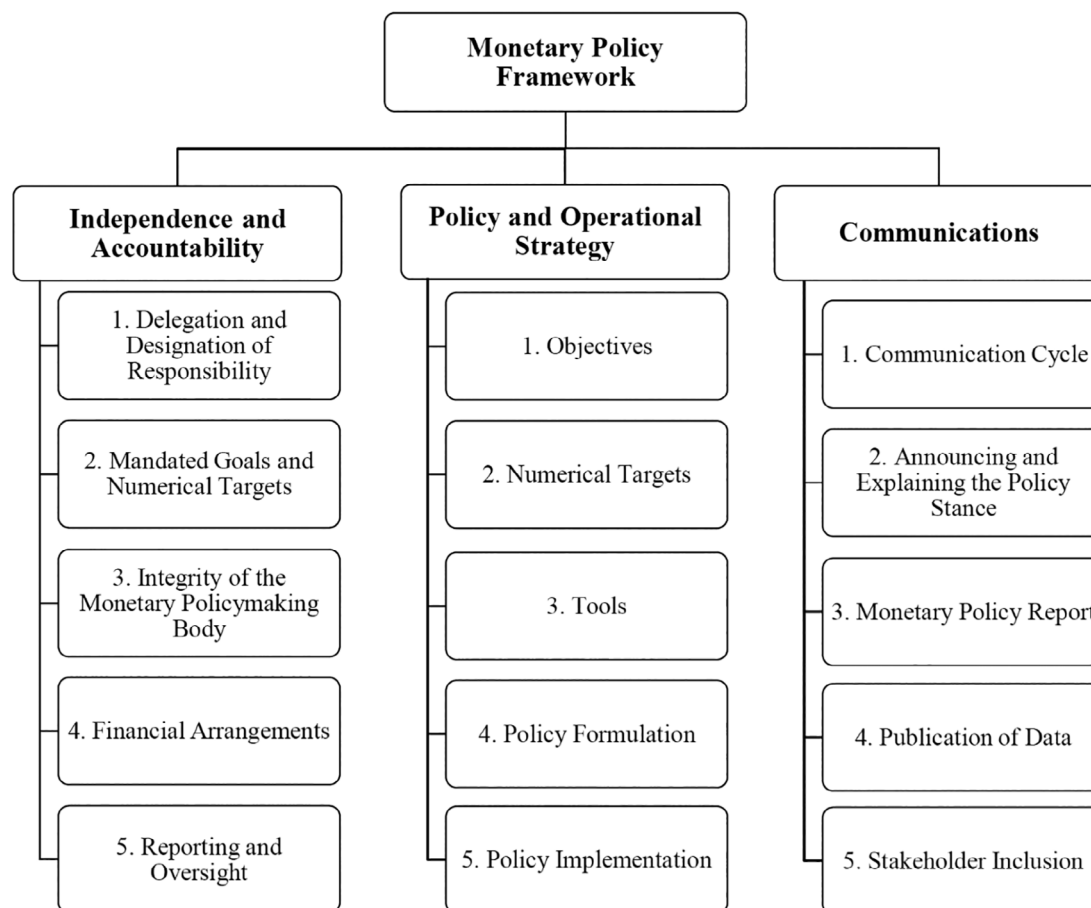 Monetary Policy
Framework
Independence and
Accountability
1. Delegation and
Designation of
Responsibility
2. Mandated Goals and
Numerical Targets
3. Integrity of the
Monetary Policymaking
Body
4. Financial Arrangements
5. Reporting and
Oversight
Policy and Operational
Strategy
1. Objectives
2. Numerical Targets
3. Tools
4. Policy Formulation
5. Policy Implementation
Communications
1. Communication Cycle
2. Announcing and
Explaining the Policy
Stance
3. Monetary Policy Report
4. Publication of Data
5. Stakeholder Inclusion